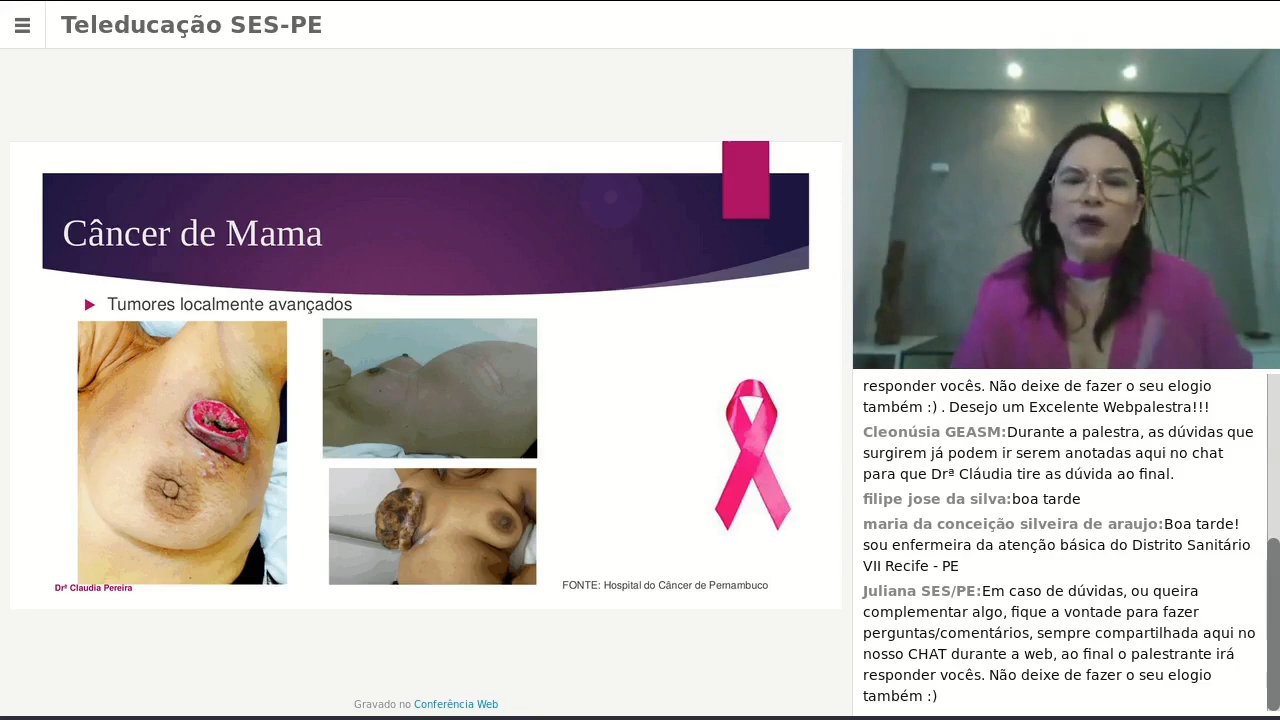 Teleducação SES-PE
Câncer de Mama
Tumores localmente avançados
Drª Claudia Pereira
FONTE: Hospital do Câncer de Pernambuco
Gravado no Conferência Web
responder vocês. Não deixe de fazer o seu elogio
também :) . Desejo um Excelente Webpalestra!!!
Cleonúsia GEASM:Durante a palestra, as dúvidas que
surgirem já podem ir serem anotadas aqui no chat
para que Drª Cláudia tire as dúvida ao final.
filipe jose da silva:boa tarde
maria da conceição silveira de araujo:Boa tarde!
sou enfermeira da atenção básica do Distrito Sanitário
VII Recife - PE
Juliana SES/PE:Em caso de dúvidas, ou queira
complementar algo, fique a vontade para fazer
perguntas/comentários, sempre compartilhada aqui no
nosso CHAT durante a web, ao final o palestrante irá
responder vocês. Não deixe de fazer o seu elogio
também :)